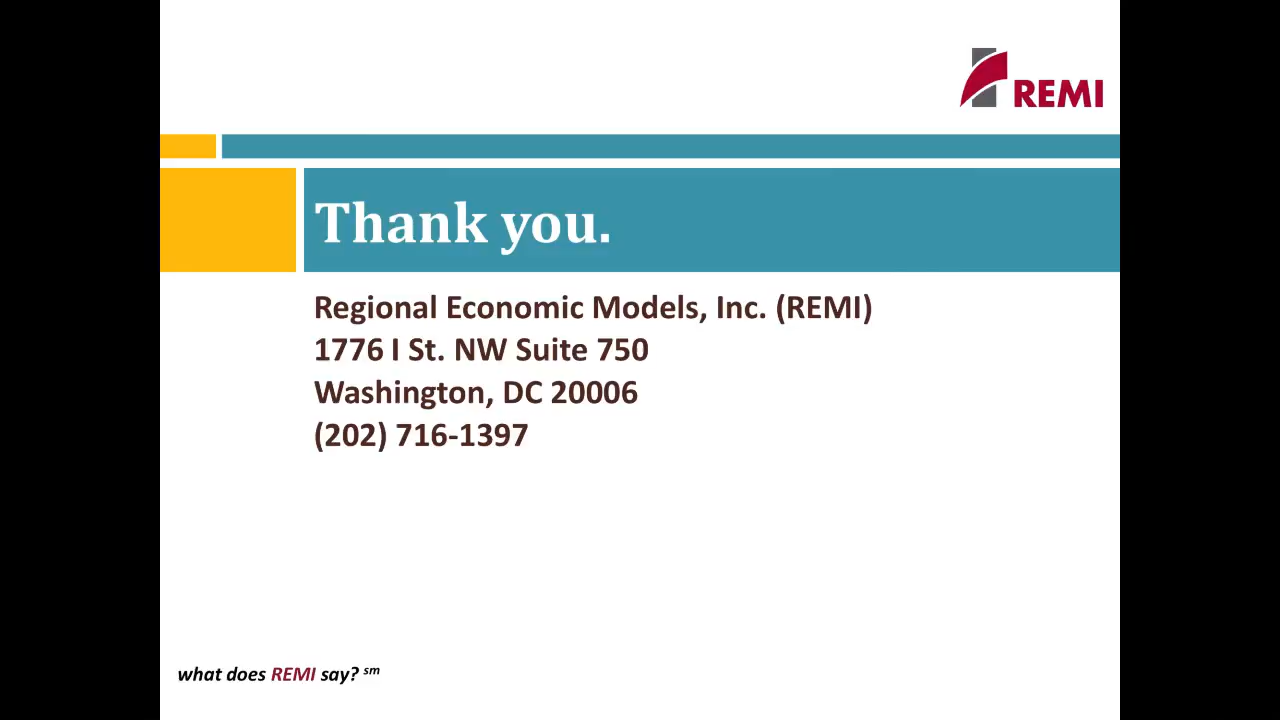 REMI
Thank you.
Regional Economic Models, Inc. (REMI)
1776 I St. NW Suite 750
Washington, DC 20006
(202) 716-1397
what does REMI say? sm